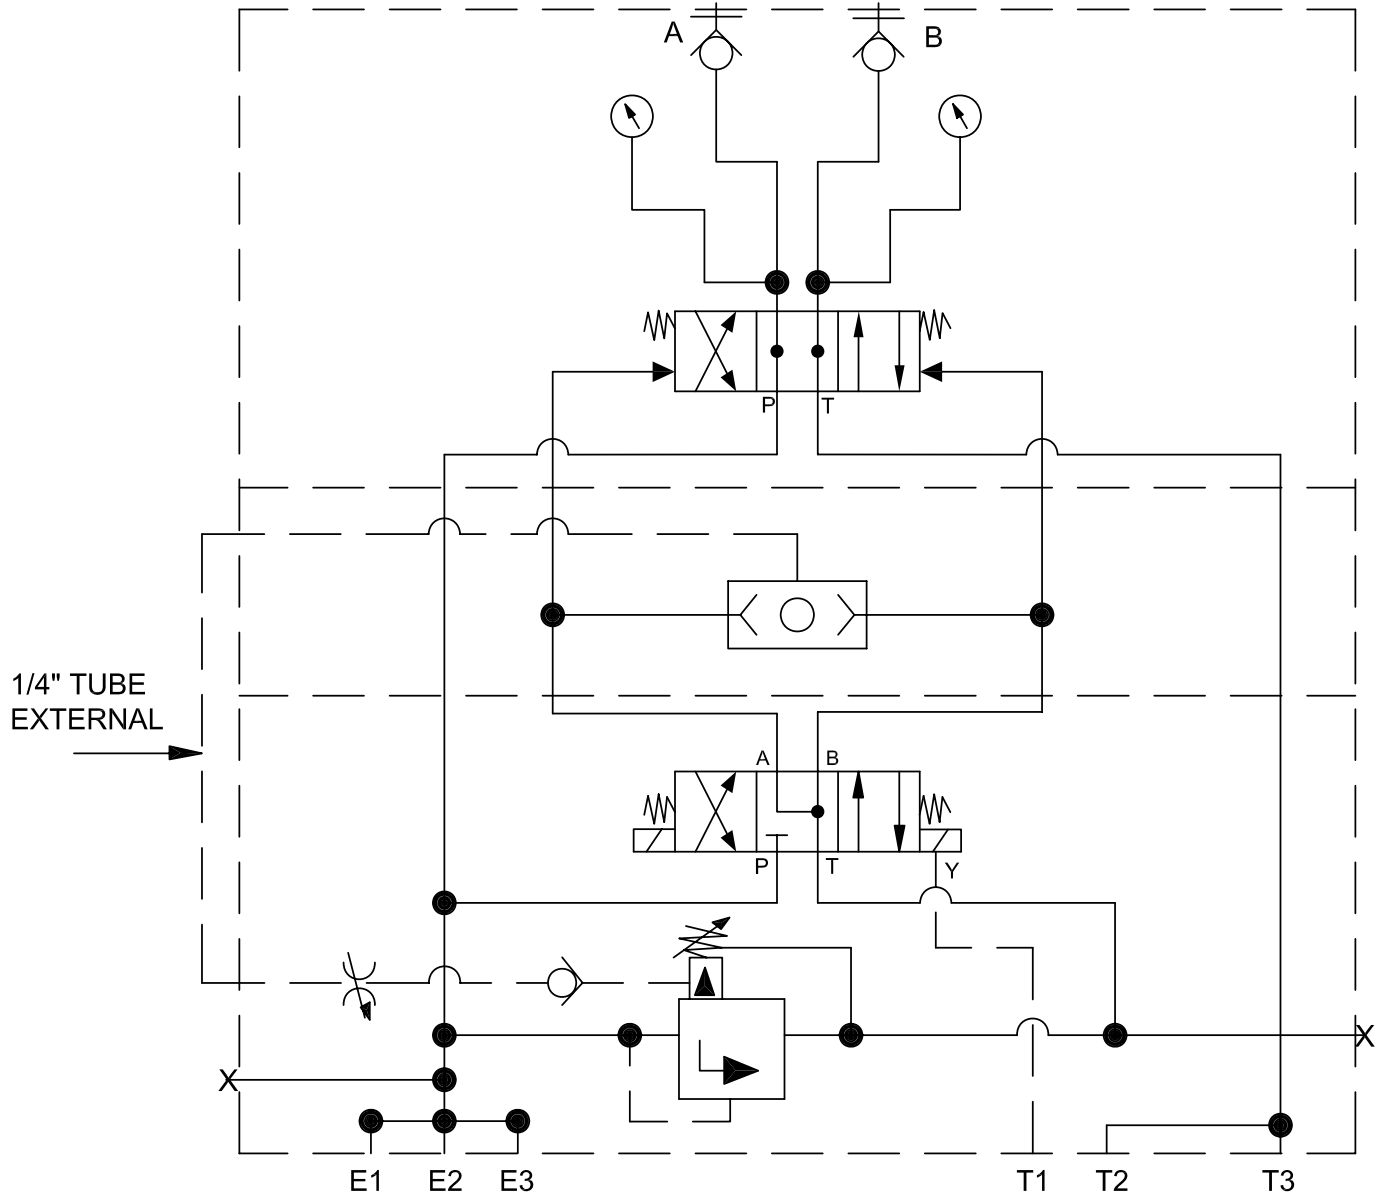 A
B
P T
1/4" TUBE
EXTERNAL
A B
P T Y
X
X
E1 E2 E3 T1 T2 T3